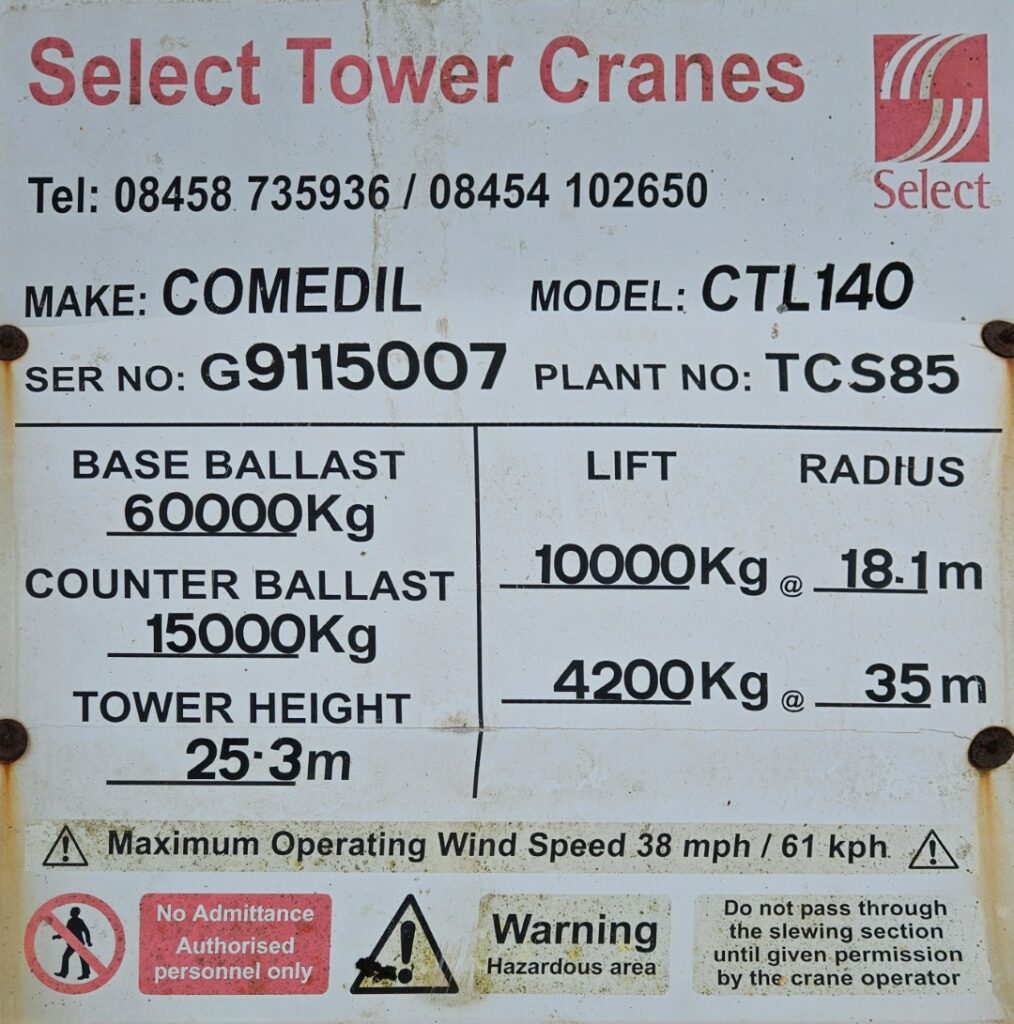 Select Tower Cranes
Select
Tel: 08458 735936 / 08454 102650
MAKE: COMEDIL MODEL: CTL140
SER NO: G9115007 PLANT NO: TCS85
BASE BALLAST
60000Kg
COUNTER BALLAST
15000Kg
TOWER HEIGHT
25·3m
LIFT RADIUS
10000Kg @ 18.1m
4200Kg @ 35m
Maximum Operating Wind Speed 38 mph / 61 kph
No Admittance
Authorised
personnel only
Warning
Hazardous area
Do not pass through
the slewing section
until given permission
by the crane operator